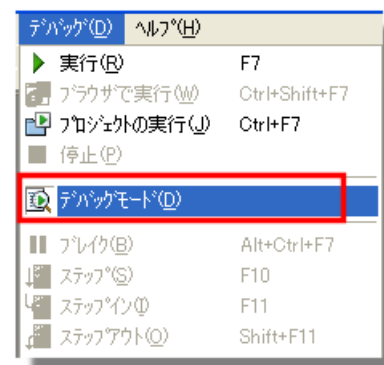 ﾃﾞﾊﾞｯｸﾞ(D) ﾍﾙﾌﾟ(H)
実行(R) F7
ﾌﾞﾗｳｻﾞで実行(W) Ctrl+Shift+F7
ﾌﾟﾛｼﾞｪｸﾄの実行(J) Ctrl+F7
停止(P)
ﾃﾞﾊﾞｯｸﾞﾓｰﾄﾞ(D)
ﾌﾞﾚｲｸ(B) Alt+Ctrl+F7
ｽﾃｯﾌﾟ(S) F10
ｽﾃｯﾌﾟｲﾝ(I) F11
ｽﾃｯﾌﾟｱｳﾄ(O) Shift+F11